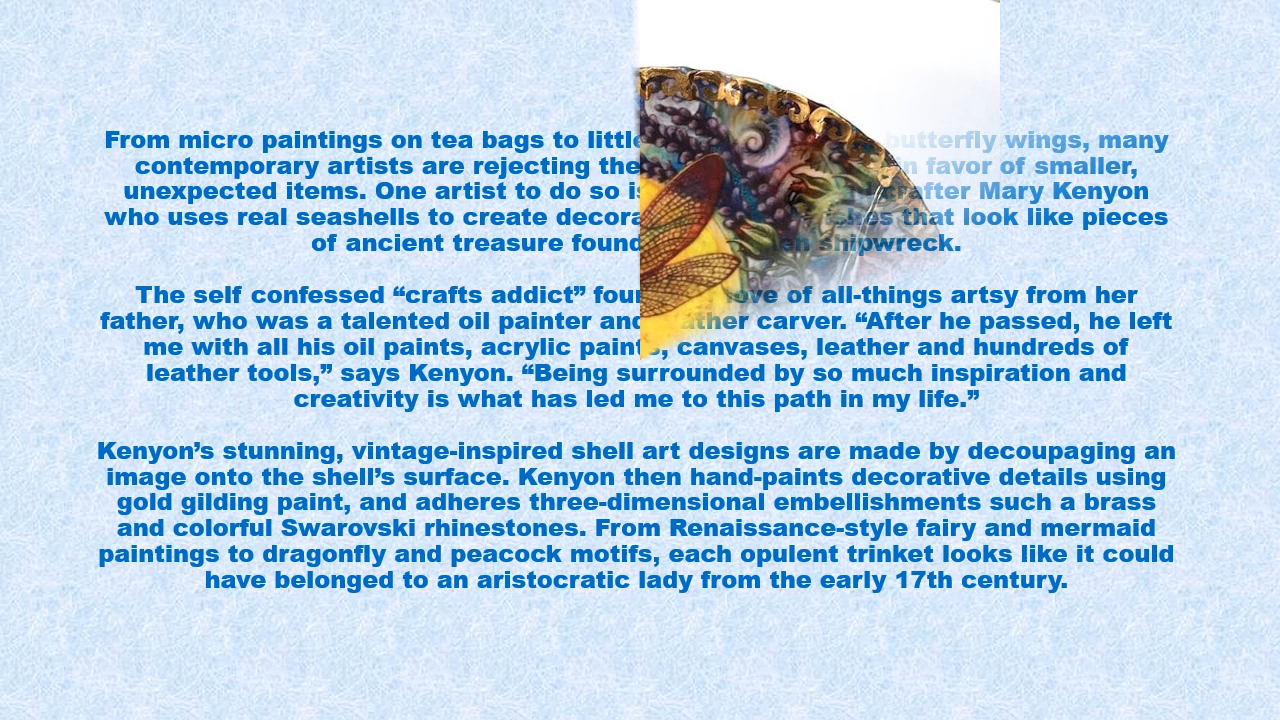 From micro paintings on tea bags to little butterfly wings, many
contemporary artists are rejecting the in favor of smaller,
unexpected items. One artist to do so is crafter Mary Kenyon
who uses real seashells to create decora that look like pieces
of ancient treasure found shipwreck.
The self confessed “crafts addict” love of all-things artsy from her
father, who was a talented oil painter and leather carver. “After he passed, he left
me with all his oil paints, acrylic paints, canvases, leather and hundreds of
leather tools,” says Kenyon. “Being surrounded by so much inspiration and
creativity is what has led me to this path in my life.”
Kenyon’s stunning, vintage-inspired shell art designs are made by decoupaging an
image onto the shell’s surface. Kenyon then hand-paints decorative details using
gold gilding paint, and adheres three-dimensional embellishments such a brass
and colorful Swarovski rhinestones. From Renaissance-style fairy and mermaid
paintings to dragonfly and peacock motifs, each opulent trinket looks like it could
have belonged to an aristocratic lady from the early 17th century.